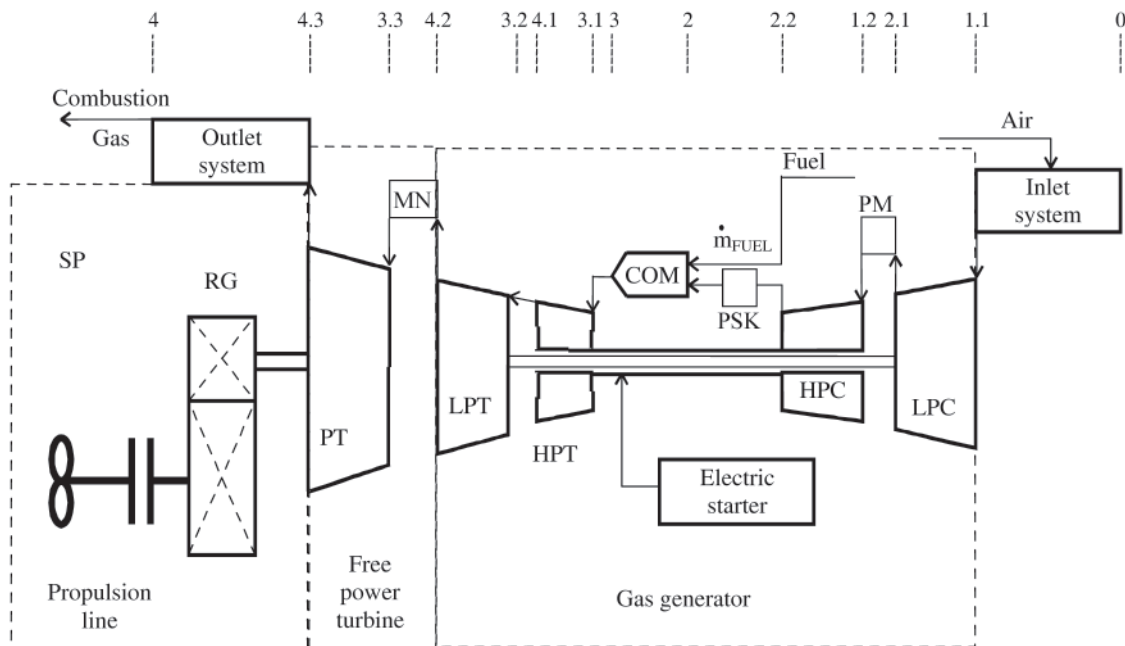 4 4.3 3.3 4.2 3.2 4.1 3.1 3 2 2.2 1.2 2.1 1.1 0
Combustion
Gas
Outlet
system
Air
Inlet
system
Fuel
MN
PM
ṁFUEL
SP
RG
COM
PSK
LPT
HPC
LPC
PT
HPT
Electric
starter
Propulsion
line
Free
power
turbine
Gas generator